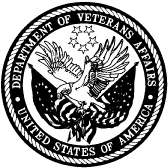 DEPARTMENT OF VETERANS AFFAIRS
UNITED STATES OF AMERICA